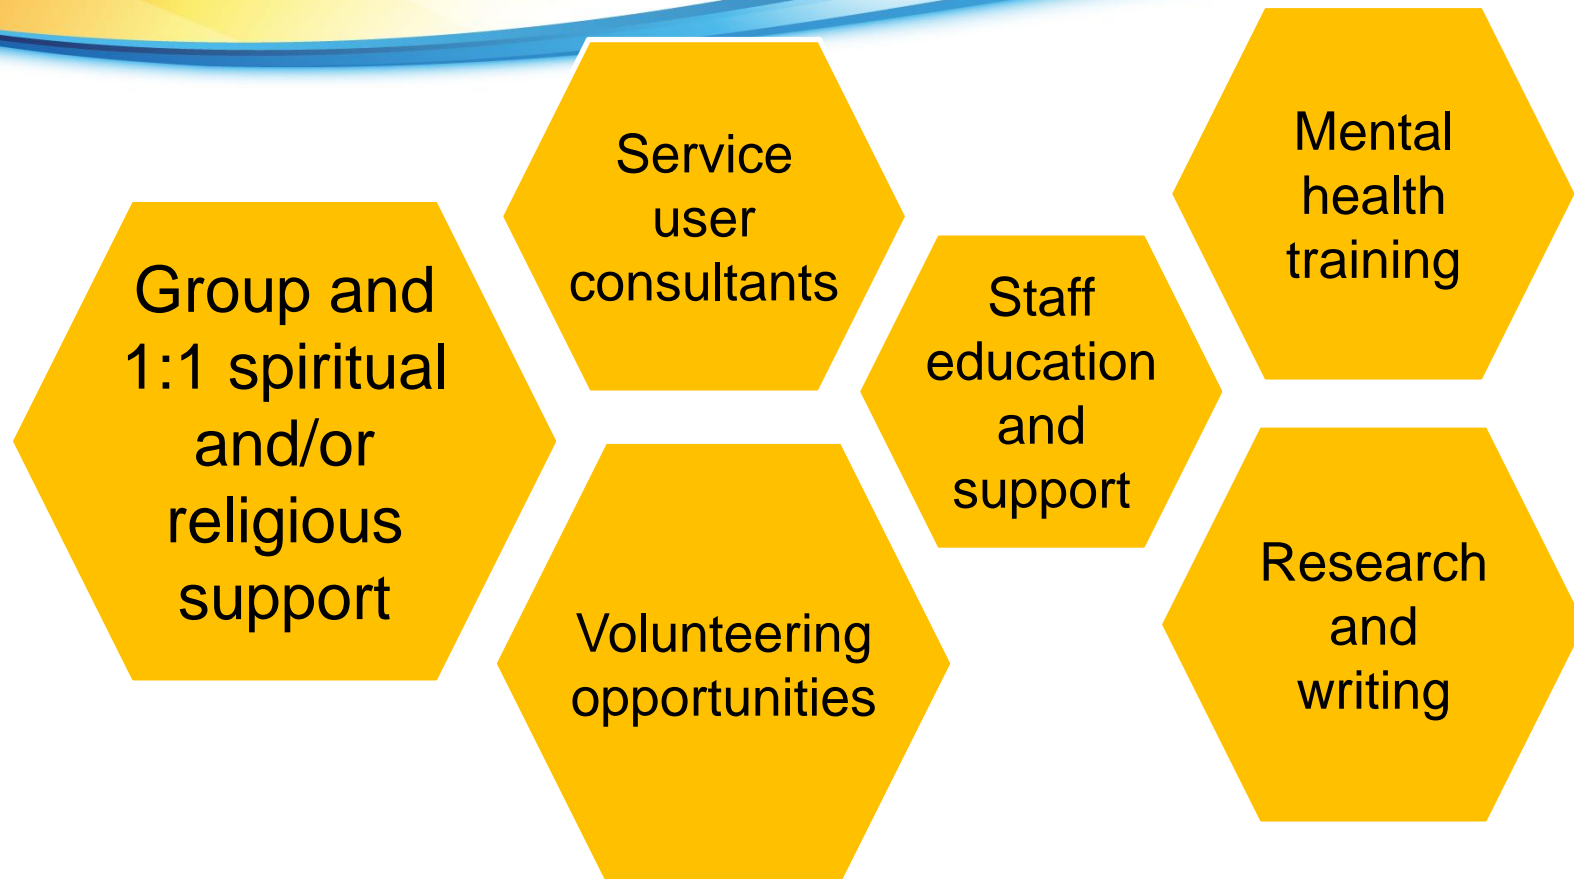 Group and
1:1 spiritual
and/or
religious
support
Service
user
consultants
Volunteering
opportunities
Staff
education
and
support
Mental
health
training
Research
and
writing